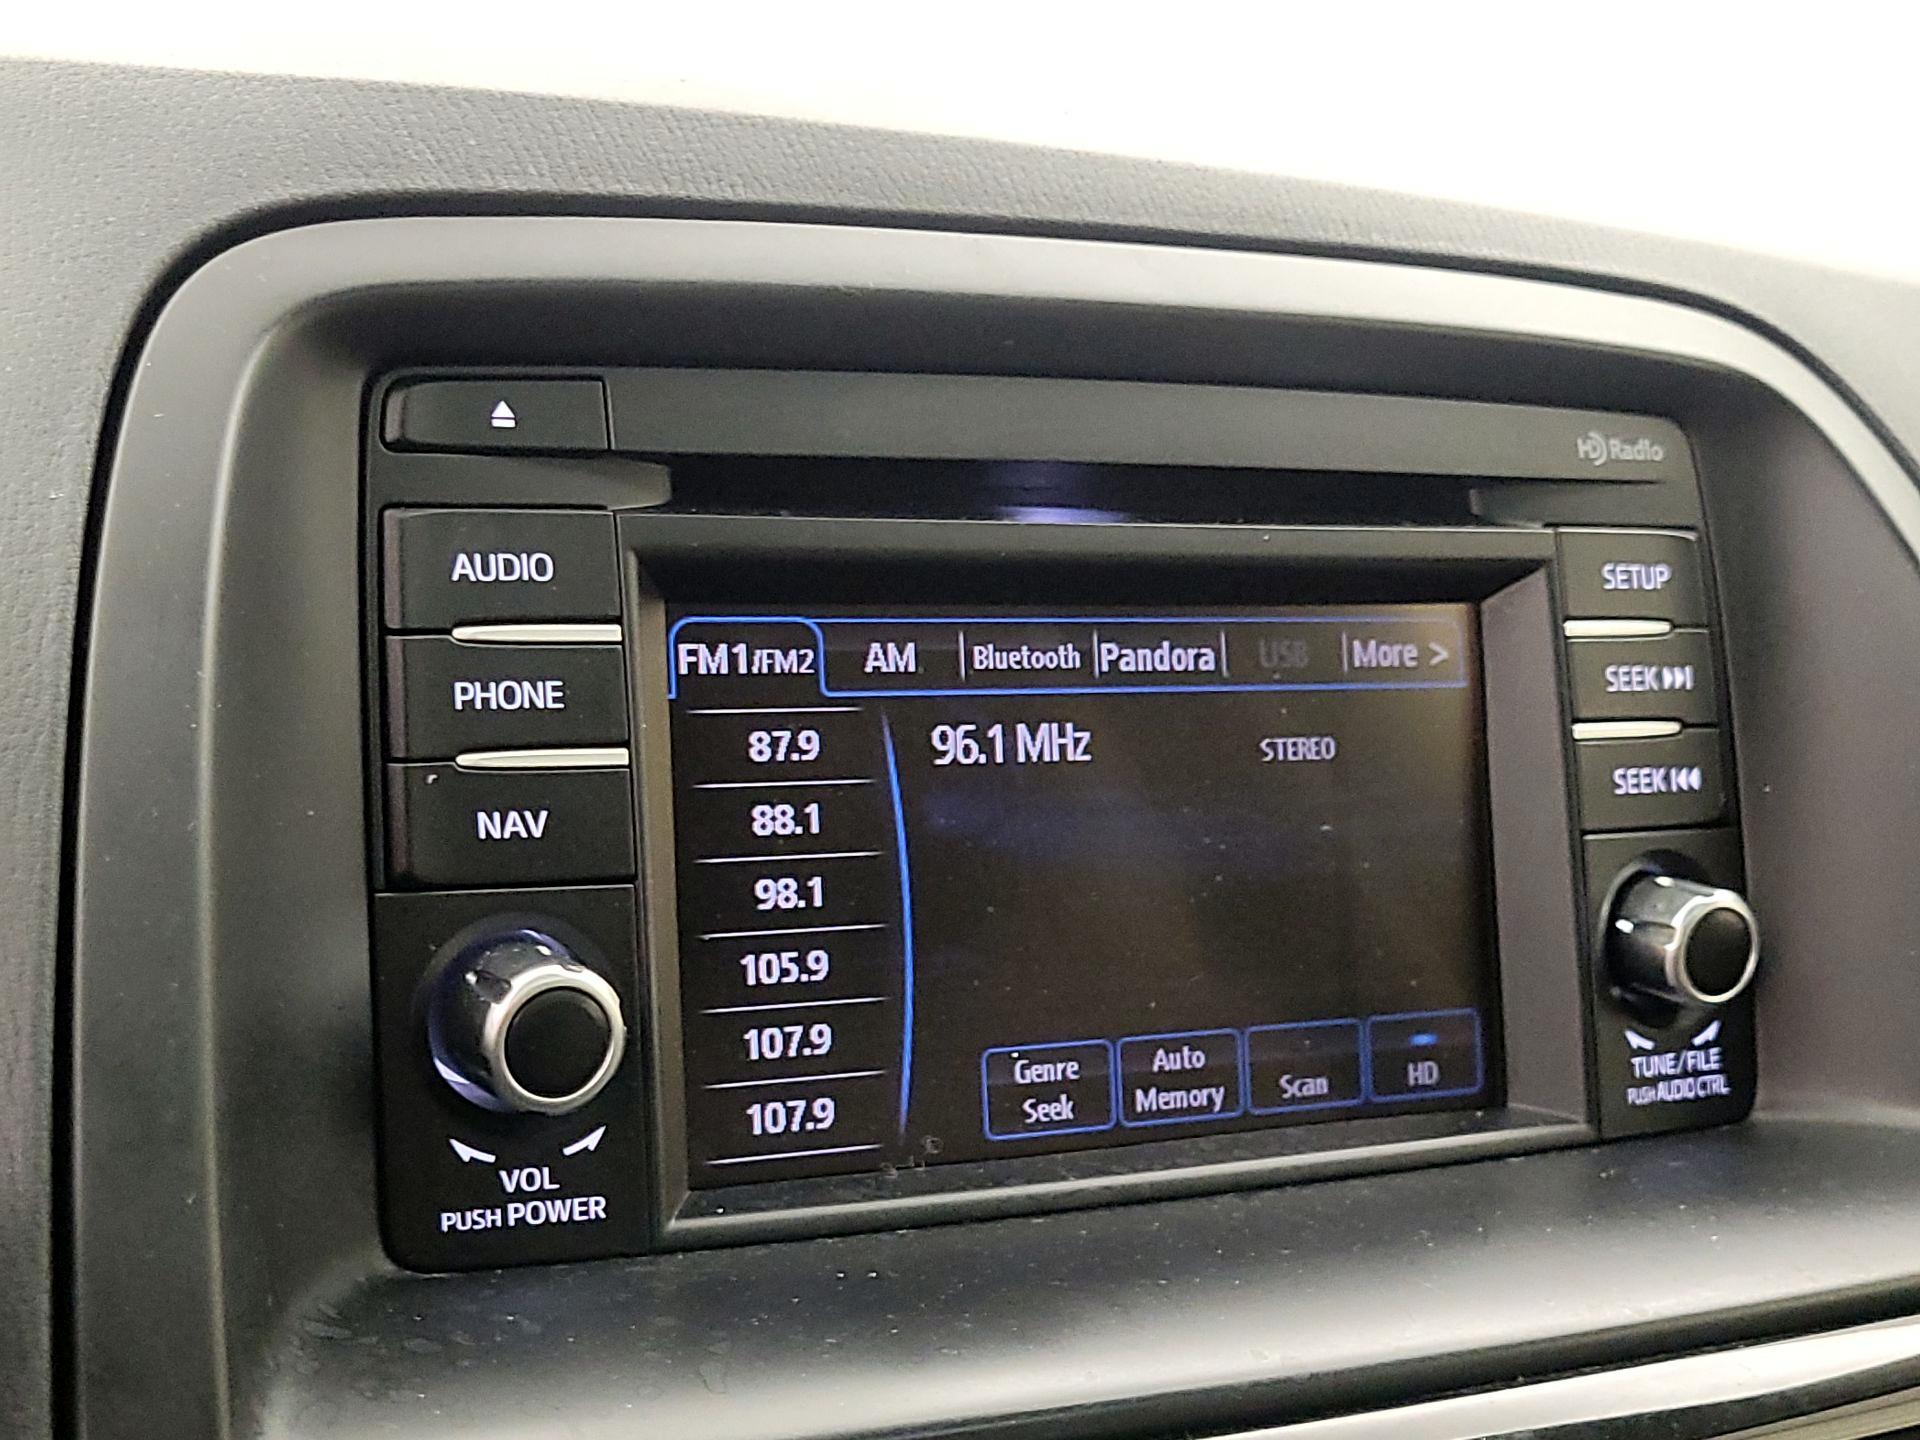 HD Radio
AUDIO
PHONE
NAV
VOL
PUSH POWER
FM1/FM2 AM Bluetooth Pandora USB More >
87.9
88.1
98.1
105.9
107.9
107.9
96.1 MHz STEREO
Genre Seek
Auto Memory
Scan
HD
SETUP
SEEK
SEEK
TUNE/FILE
PUSH AUDIO CTRL